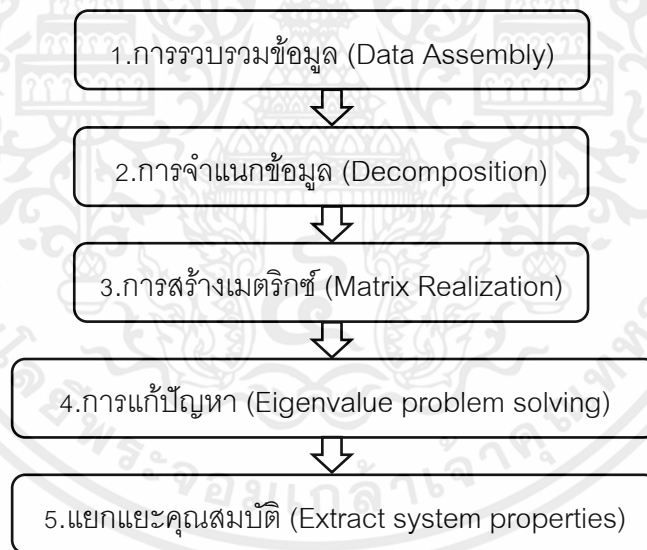 1.การรวบรวมข้อมูล (Data Assembly)
2.การจำแนกข้อมูล (Decomposition)
3.การสร้างเมตริกซ์ (Matrix Realization)
4.การแก้ปัญหา (Eigenvalue problem solving)
5.แยกแยะคุณสมบัติ (Extract system properties)